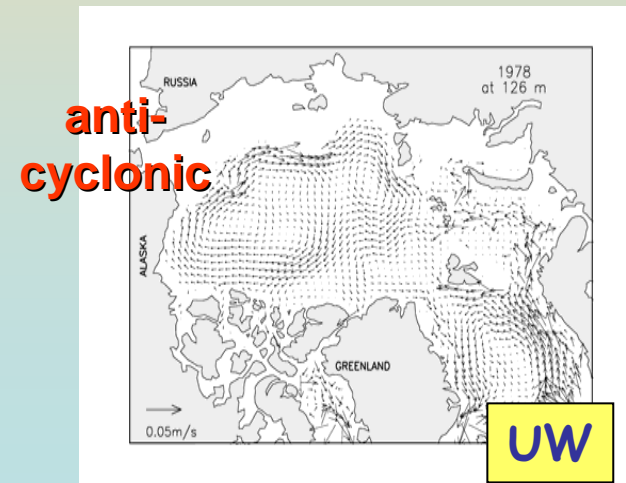 RUSSIA
1978
at 126 m
anti-
cyclonic
ALASKA
GREENLAND
0.05m/s
UW